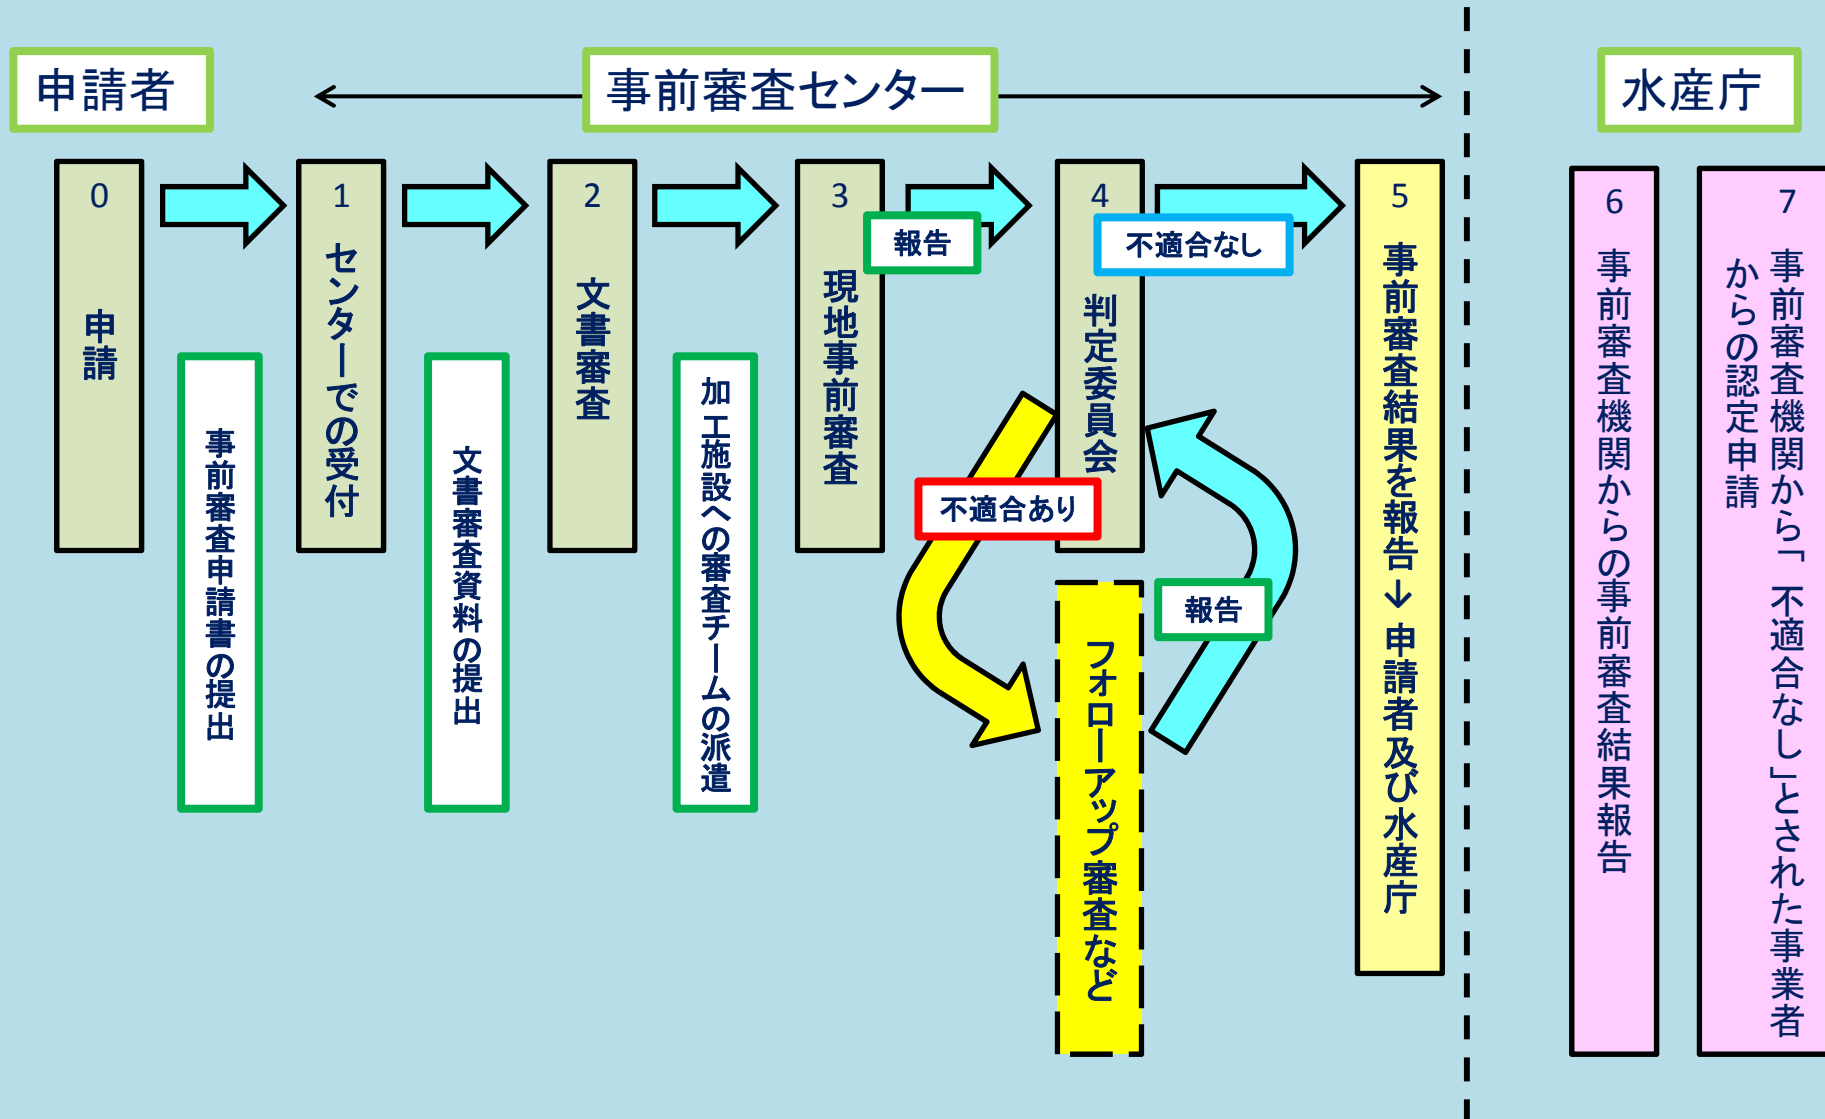 申請者
事前審査センター
水産庁
0
申請
事前審査申請書の提出
1
センターでの受付
文書審査資料の提出
2
文書審査
加工施設への審査チームの派遣
3
現地事前審査
報告
4
判定委員会
不適合なし
不適合あり
フォローアップ審査など
報告
5
事前審査結果を報告→申請者及び水産庁
6
事前審査機関からの事前審査結果報告
7
事前審査機関から「不適合なし」とされた事業者
からの認定申請